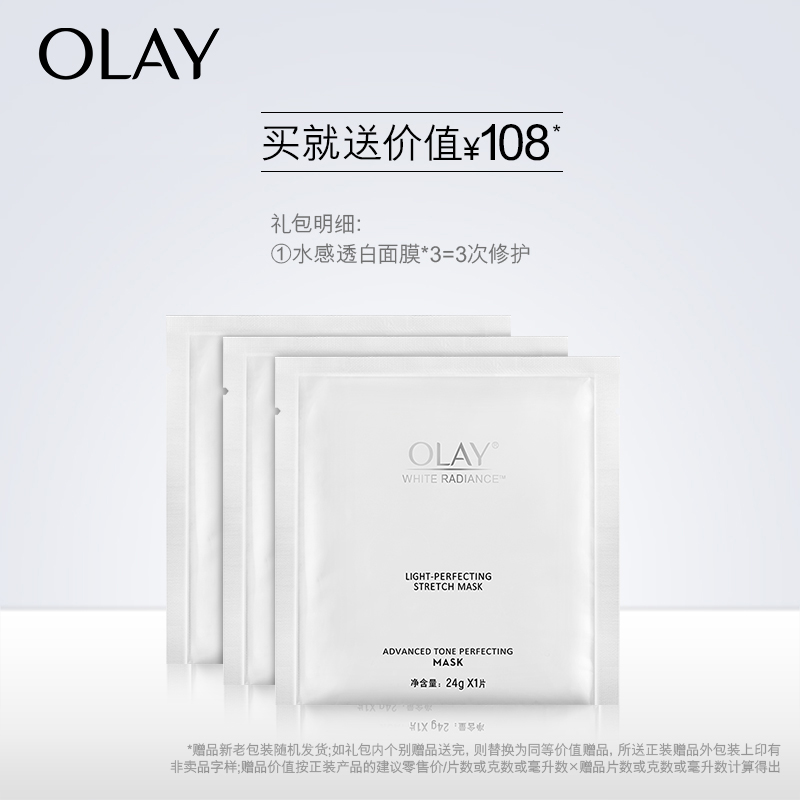 OLAY
买就送价值¥108*
礼包明细:
①水感透白面膜*3=3次修护
OLAY®
WHITE RADIANCE™
LIGHT-PERFECTING
STRETCH MASK
ADVANCED TONE PERFECTING
MASK
净含量：24g X1片
*赠品新老包装随机发货;如礼包内个别赠品送完, 则替换为同等价值赠品, 所送正装赠品外包装上印有
非卖品字样;赠品价值按正装产品的建议零售价/片数或克数或毫升数×赠品片数或克数或毫升数计算得出